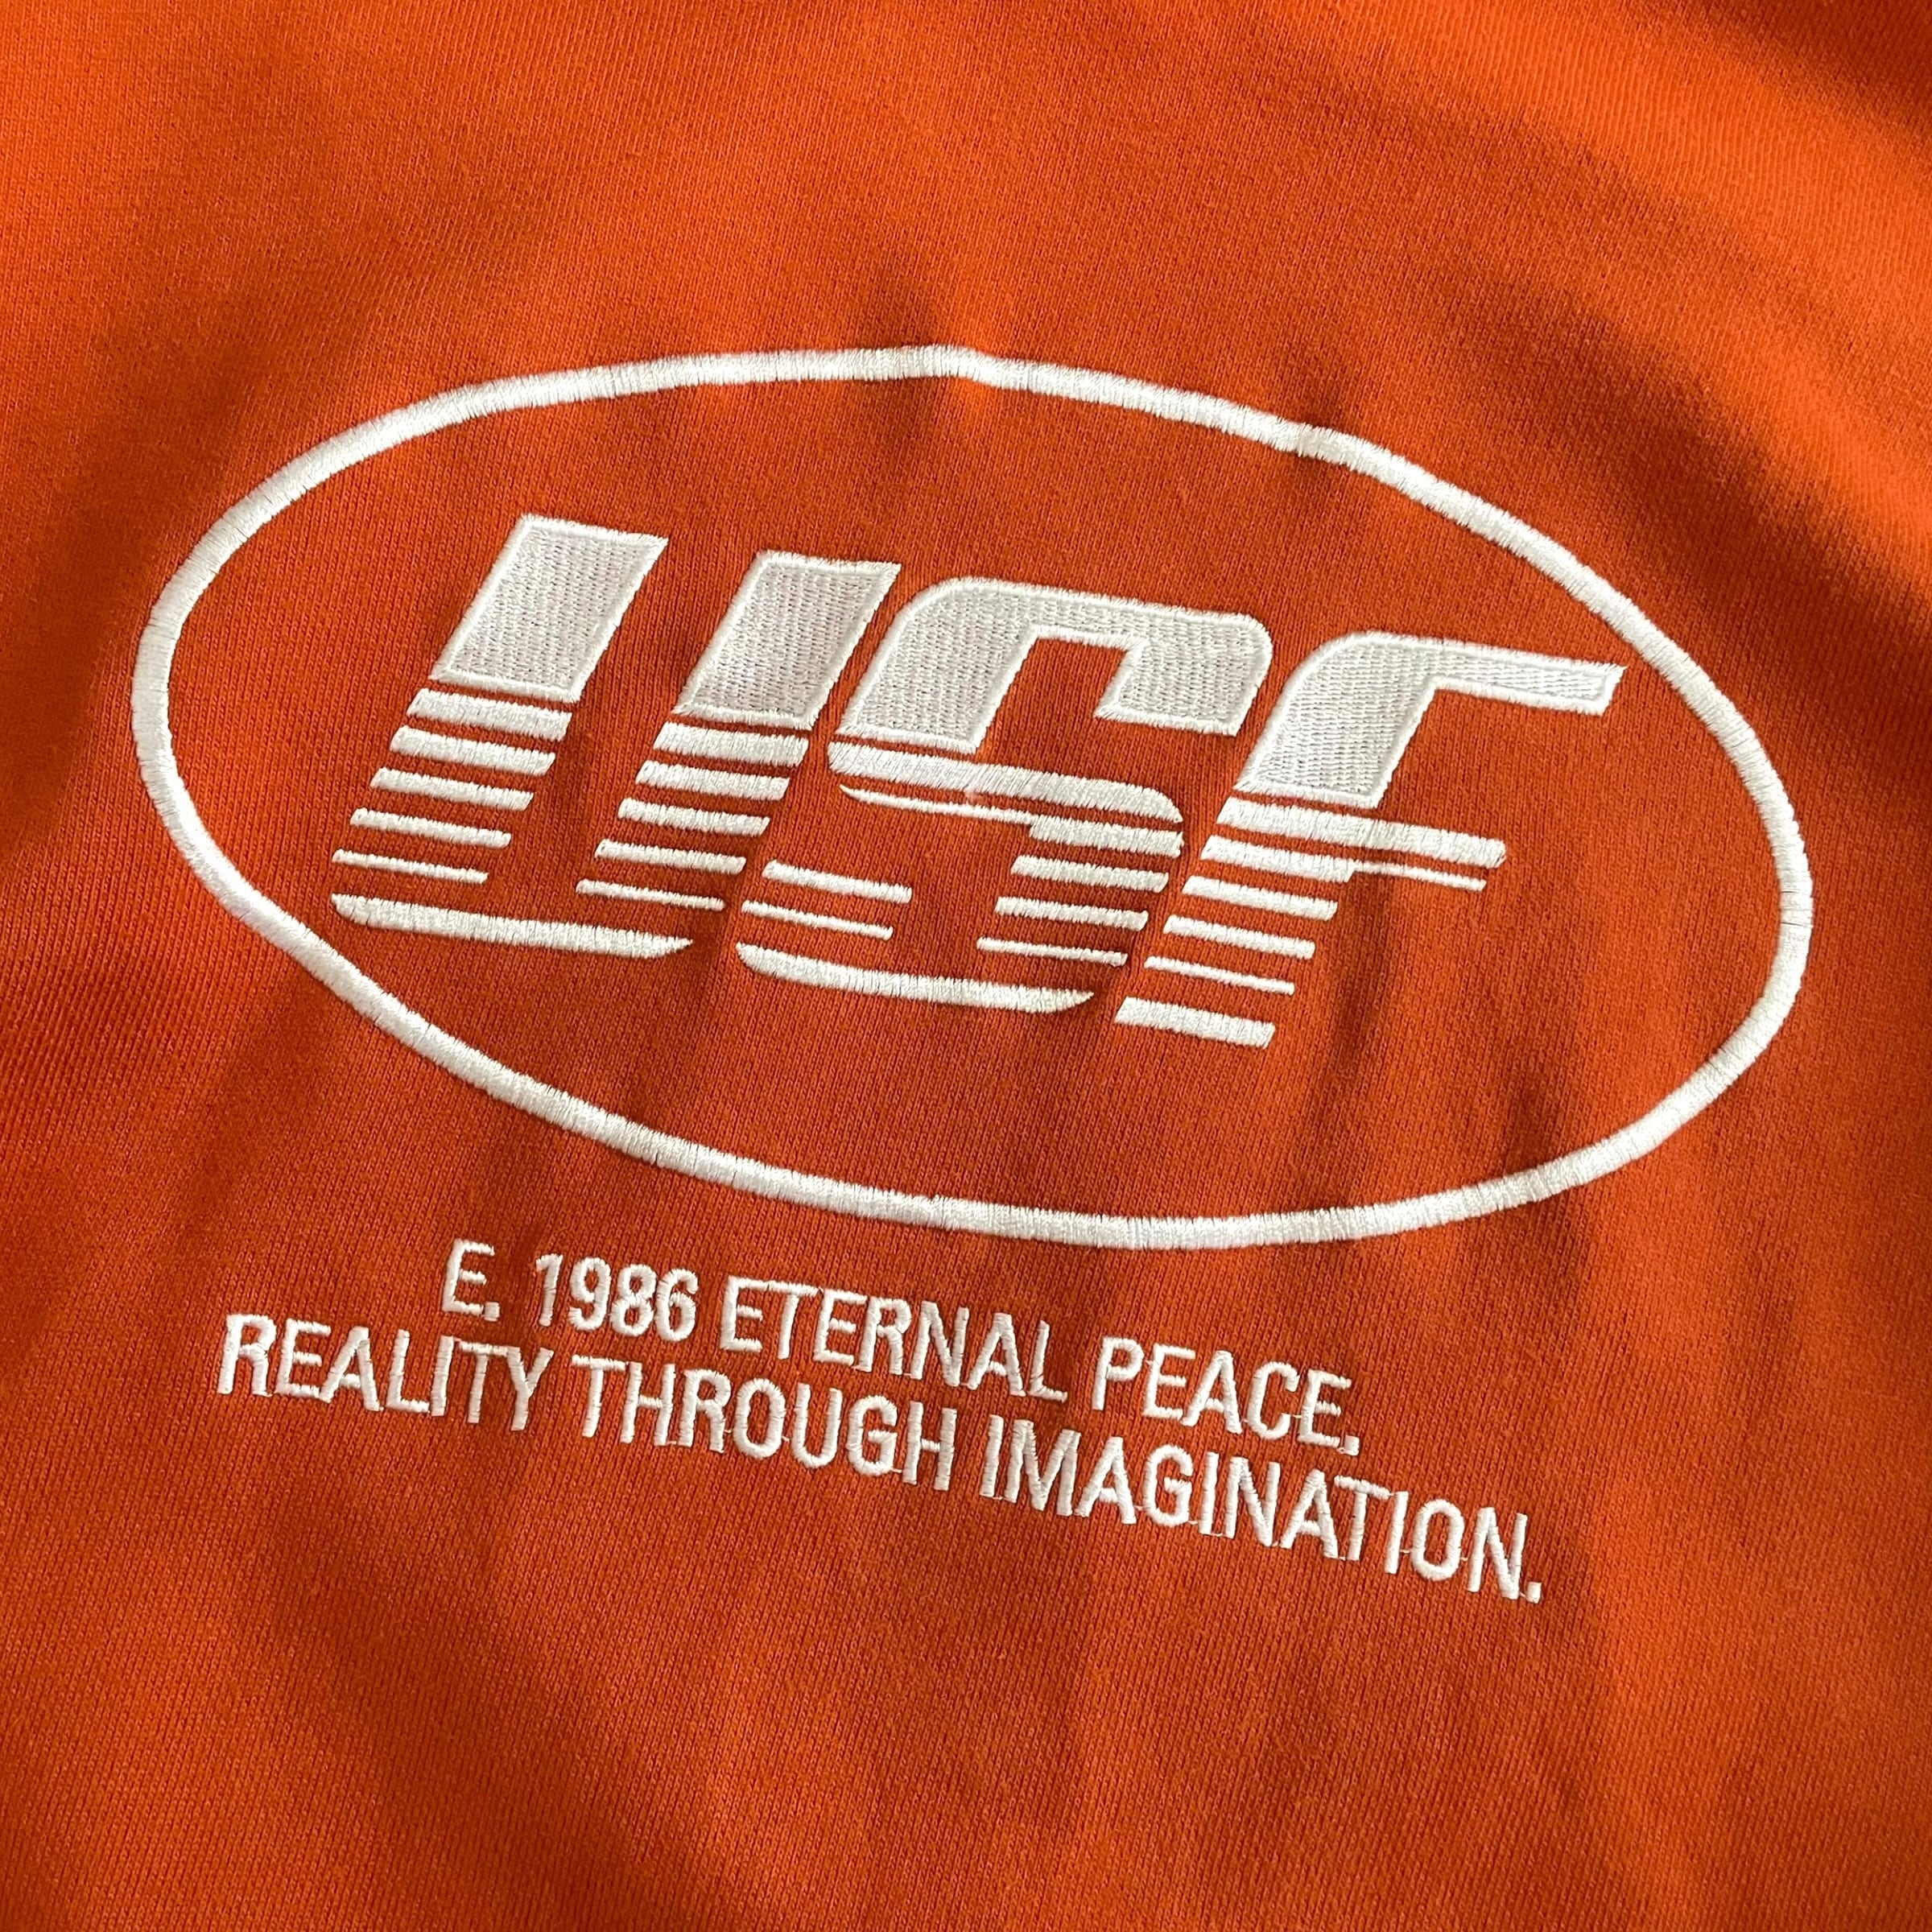 USF
E. 1986 ETERNAL PEACE.
REALITY THROUGH IMAGINATION.